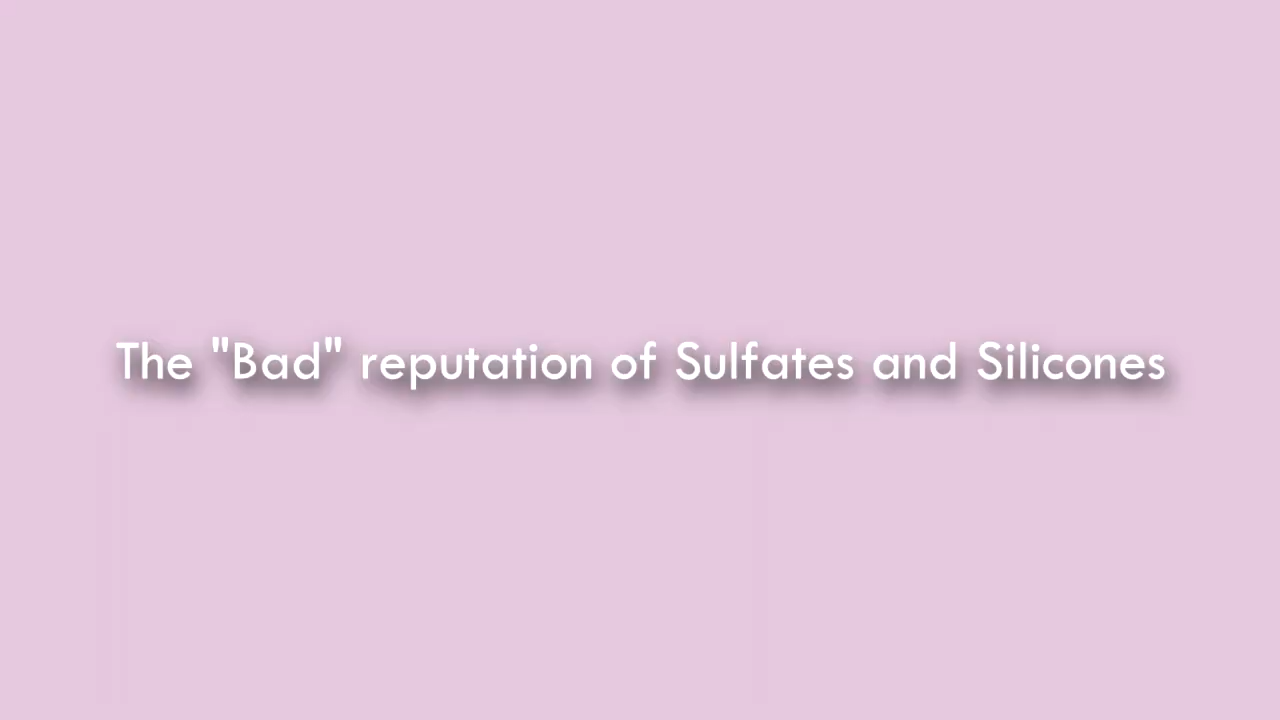 The "Bad" reputation of Sulfates and Silicones